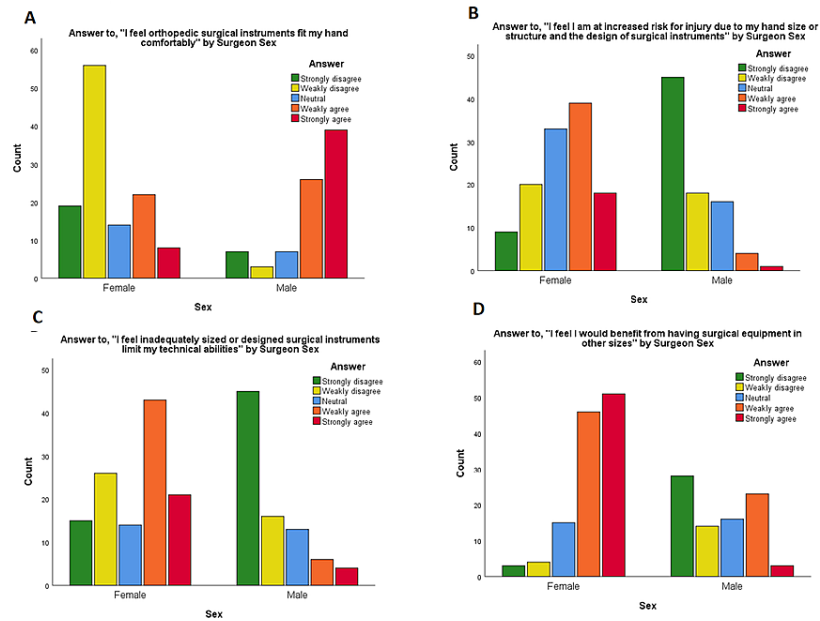 A
Answer to, "I feel orthopedic surgical instruments fit my hand
comfortably" by Surgeon Sex
Answer
Strongly disagree
Weakly disagree
Neutral
Weakly agree
Strongly agree
60
50
40
30
20
10
0
Count
Female
Male
Sex
B
Answer to, "I feel I am at increased risk for injury due to my hand size or
structure and the design of surgical instruments" by Surgeon Sex
Answer
Strongly disagree
Weakly disagree
Neutral
Weakly agree
Strongly agree
50
40
30
20
10
0
Count
Female
Male
Sex
C
Answer to, "I feel inadequately sized or designed surgical instruments
limit my technical abilities" by Surgeon Sex
Answer
Strongly disagree
Weakly disagree
Neutral
Weakly agree
Strongly agree
50
40
30
20
10
0
Count
Female
Male
Sex
D
Answer to, "I feel I would benefit from having surgical equipment in
other sizes" by Surgeon Sex
Answer
Strongly disagree
Weakly disagree
Neutral
Weakly agree
Strongly agree
60
50
40
30
20
10
0
Count
Female
Male
Sex